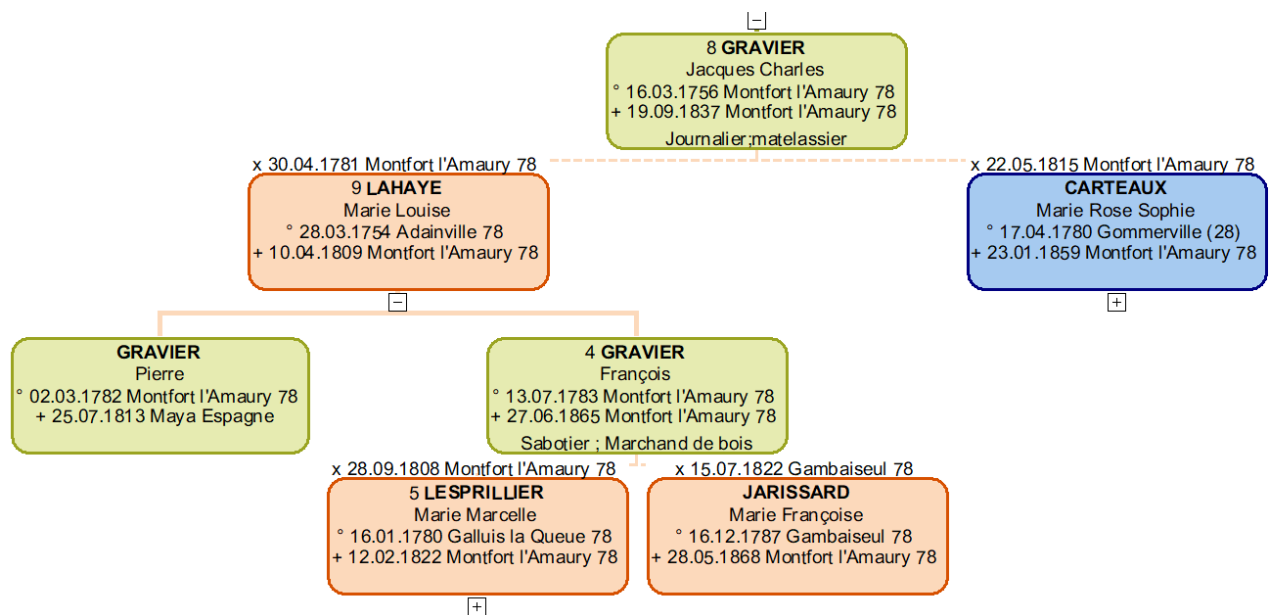 8 GRAVIER
Jacques Charles
° 16.03.1756 Montfort l'Amaury 78
+ 19.09.1837 Montfort l'Amaury 78
Journalier;matelassier
x 30.04.1781 Montfort l'Amaury 78
9 LAHAYE
Marie Louise
° 28.03.1754 Adainville 78
+ 10.04.1809 Montfort l'Amaury 78
x 22.05.1815 Montfort l'Amaury 78
CARTEAUX
Marie Rose Sophie
° 17.04.1780 Gommerville (28)
+ 23.01.1859 Montfort l'Amaury 78
GRAVIER
Pierre
° 02.03.1782 Montfort l'Amaury 78
+ 25.07.1813 Maya Espagne
4 GRAVIER
François
° 13.07.1783 Montfort l'Amaury 78
+ 27.06.1865 Montfort l'Amaury 78
Sabotier ; Marchand de bois
x 28.09.1808 Montfort l'Amaury 78
5 LESPRILLIER
Marie Marcelle
° 16.01.1780 Galluis la Queue 78
+ 12.02.1822 Montfort l'Amaury 78
x 15.07.1822 Gambaiseul 78
JARISSARD
Marie Françoise
° 16.12.1787 Gambaiseul 78
+ 28.05.1868 Montfort l'Amaury 78